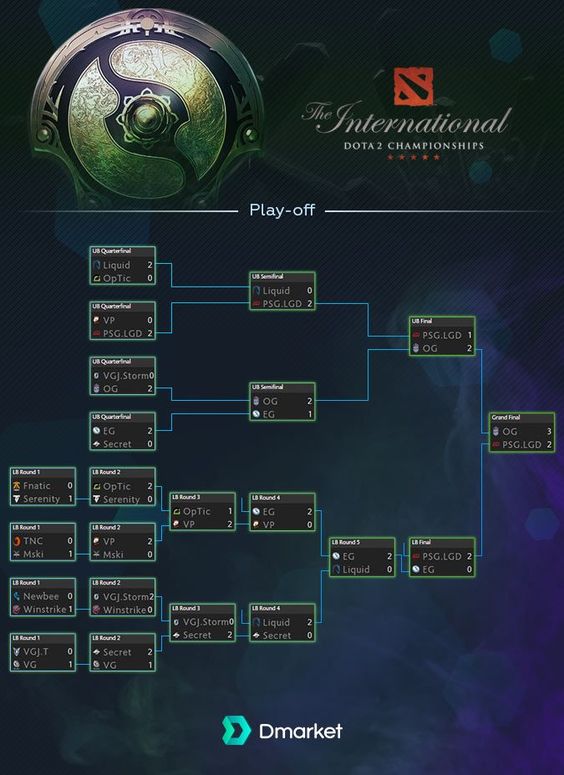 The International
DOTA 2 CHAMPIONSHIPS
Play-off
UB Quarterfinal
Liquid 2
OpTic 0
UB Quarterfinal
VP 0
PSG.LGD 2
UB Quarterfinal
VGJ.Storm 0
OG 2
UB Quarterfinal
EG 2
Secret 0
UB Semifinal
Liquid 0
PSG.LGD 2
UB Semifinal
OG 2
EG 1
UB Final
PSG.LGD 1
OG 2
Grand Final
OG 3
PSG.LGD 2
LB Round 1
Fnatic 0
Serenity 1
LB Round 1
TNC 0
Mski 1
LB Round 1
Newbee 0
Winstrike 1
LB Round 1
VGJ.T 0
VG 1
LB Round 2
OpTic 2
Serenity 0
LB Round 2
VP 2
Mski 0
LB Round 2
VGJ.Storm 2
Winstrike 0
LB Round 2
Secret 2
VG 1
LB Round 3
OpTic 1
VP 2
LB Round 3
VGJ.Storm 0
Secret 2
LB Round 4
EG 2
VP 0
LB Round 4
Liquid 2
Secret 0
LB Round 5
EG 2
Liquid 0
LB Final
PSG.LGD 2
EG 0
Dmarket